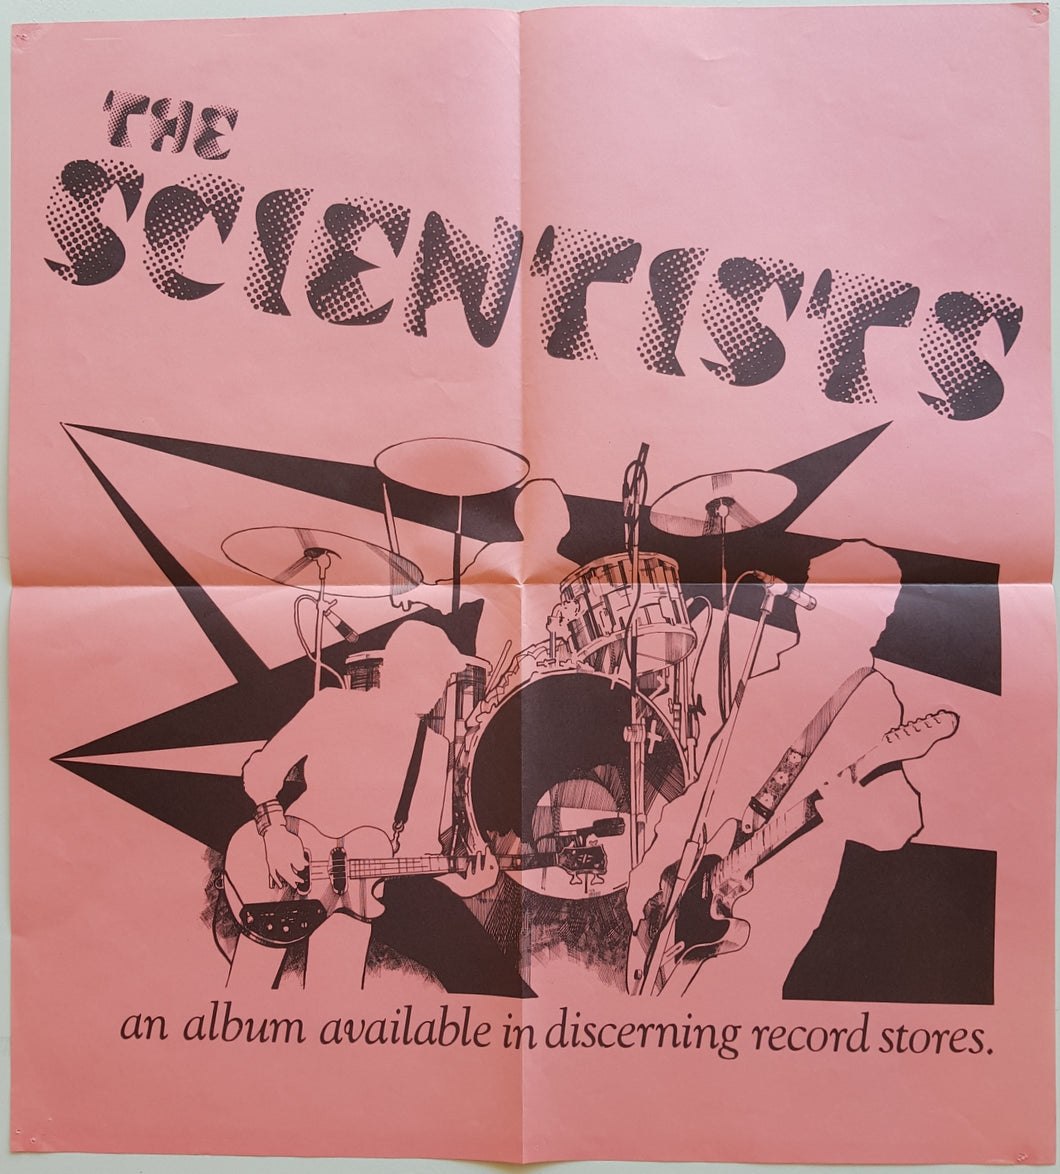 THE
SCIENTISTS
an album available in discerning record stores.